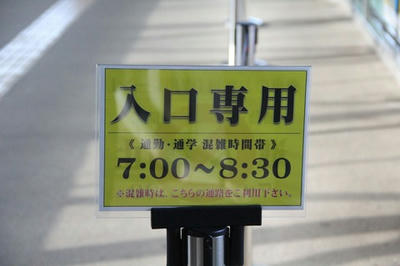 入口専用
《 通勤・通学 混雑時間帯 》
7:00～8:30
※混雑時は、こちらの通路をご利用下さい。